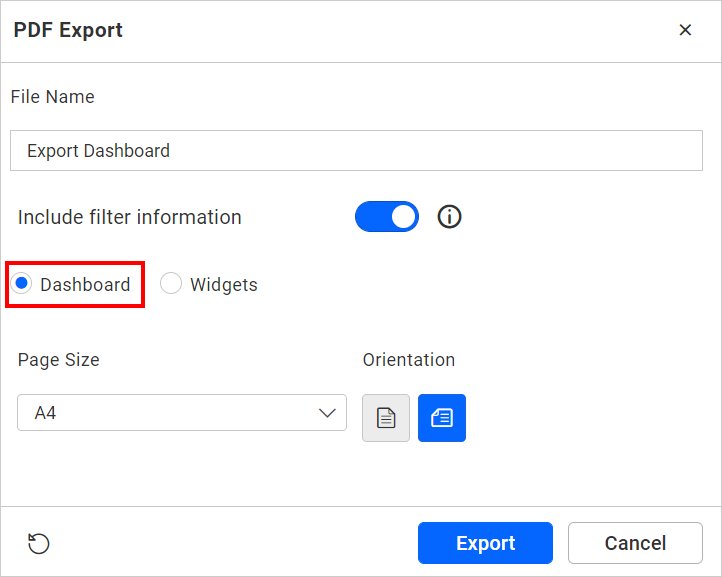 PDF Export
File Name
Export Dashboard
Include filter information
Dashboard Widgets
Page Size Orientation
A4
Export Cancel